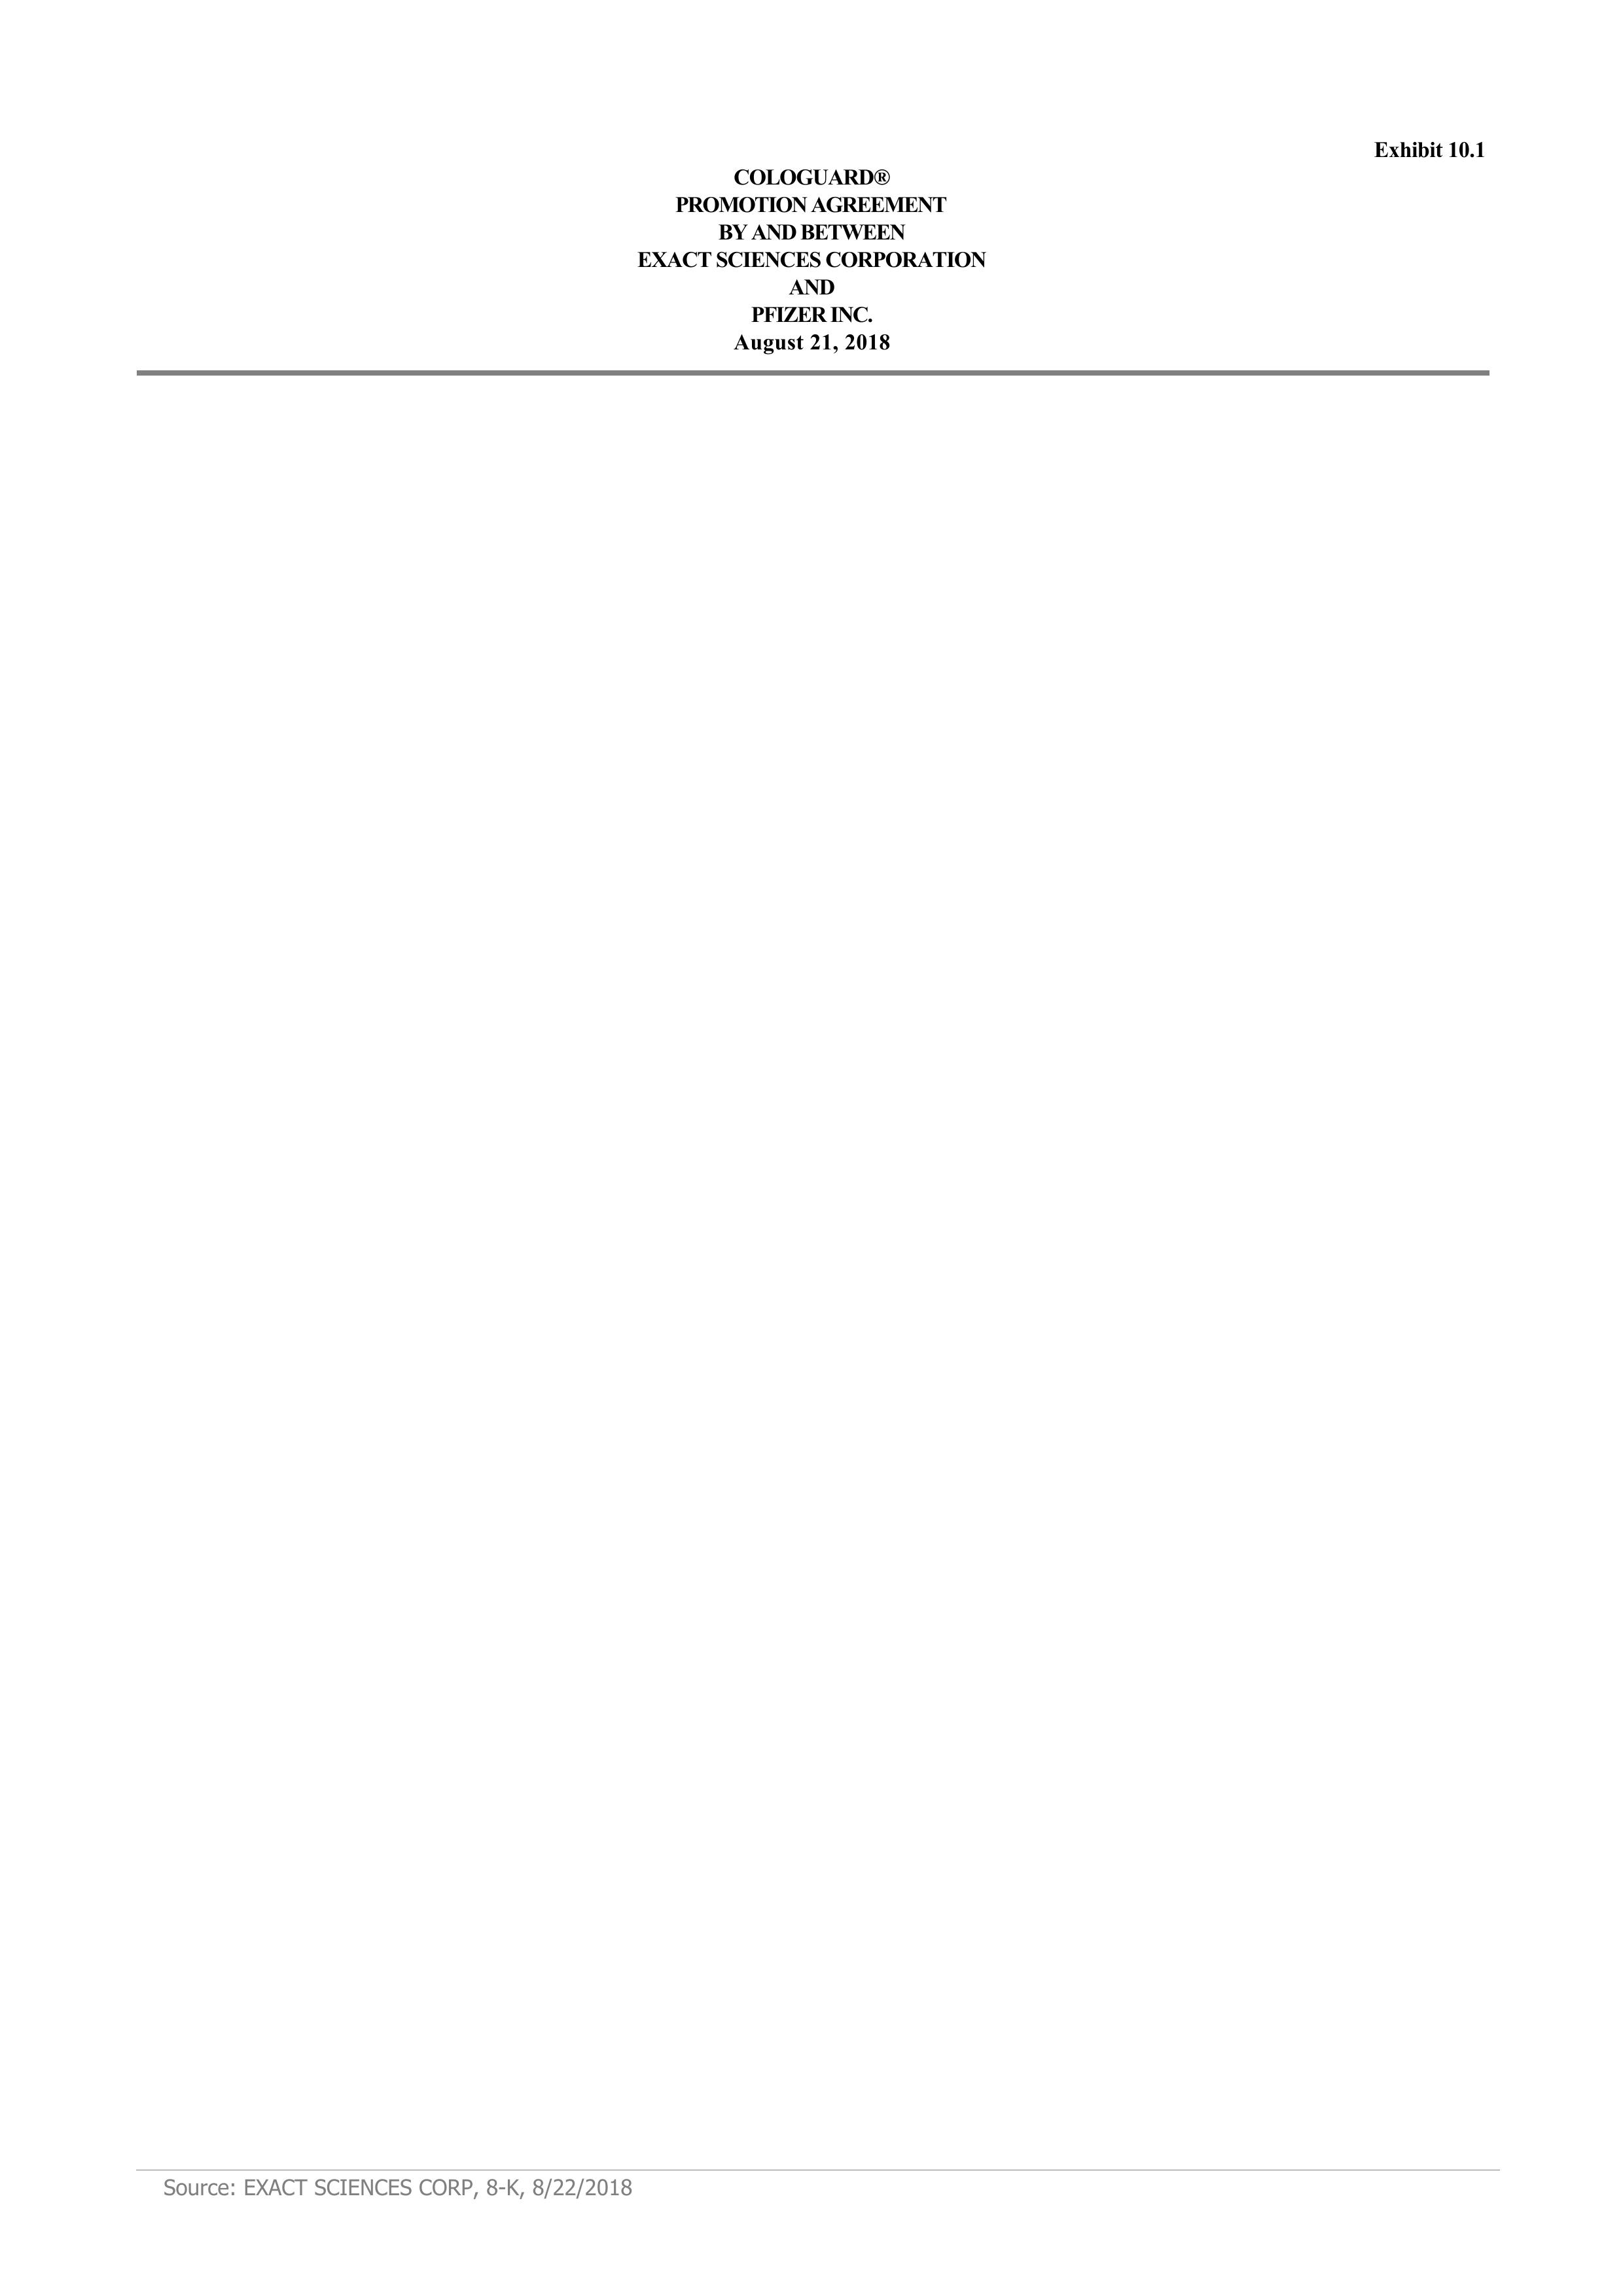 Exhibit 10.1
COLOGUARD®
PROMOTION AGREEMENT
BY AND BETWEEN
EXACT SCIENCES CORPORATION
AND
PFIZER INC.
August 21, 2018
Source: EXACT SCIENCES CORP, 8-K, 8/22/2018